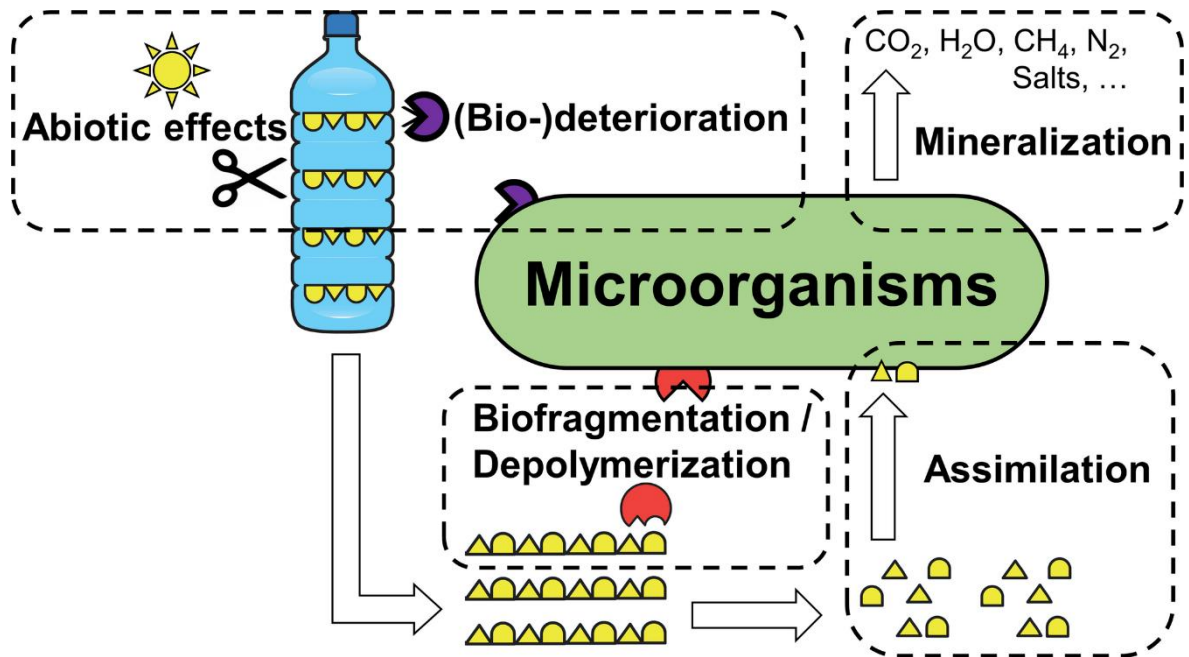 Abiotic effects
(Bio-)deterioration
CO₂, H₂O, CH₄, N₂,
Salts, ...
Mineralization
Microorganisms
Biofragmentation /
Depolymerization
Assimilation